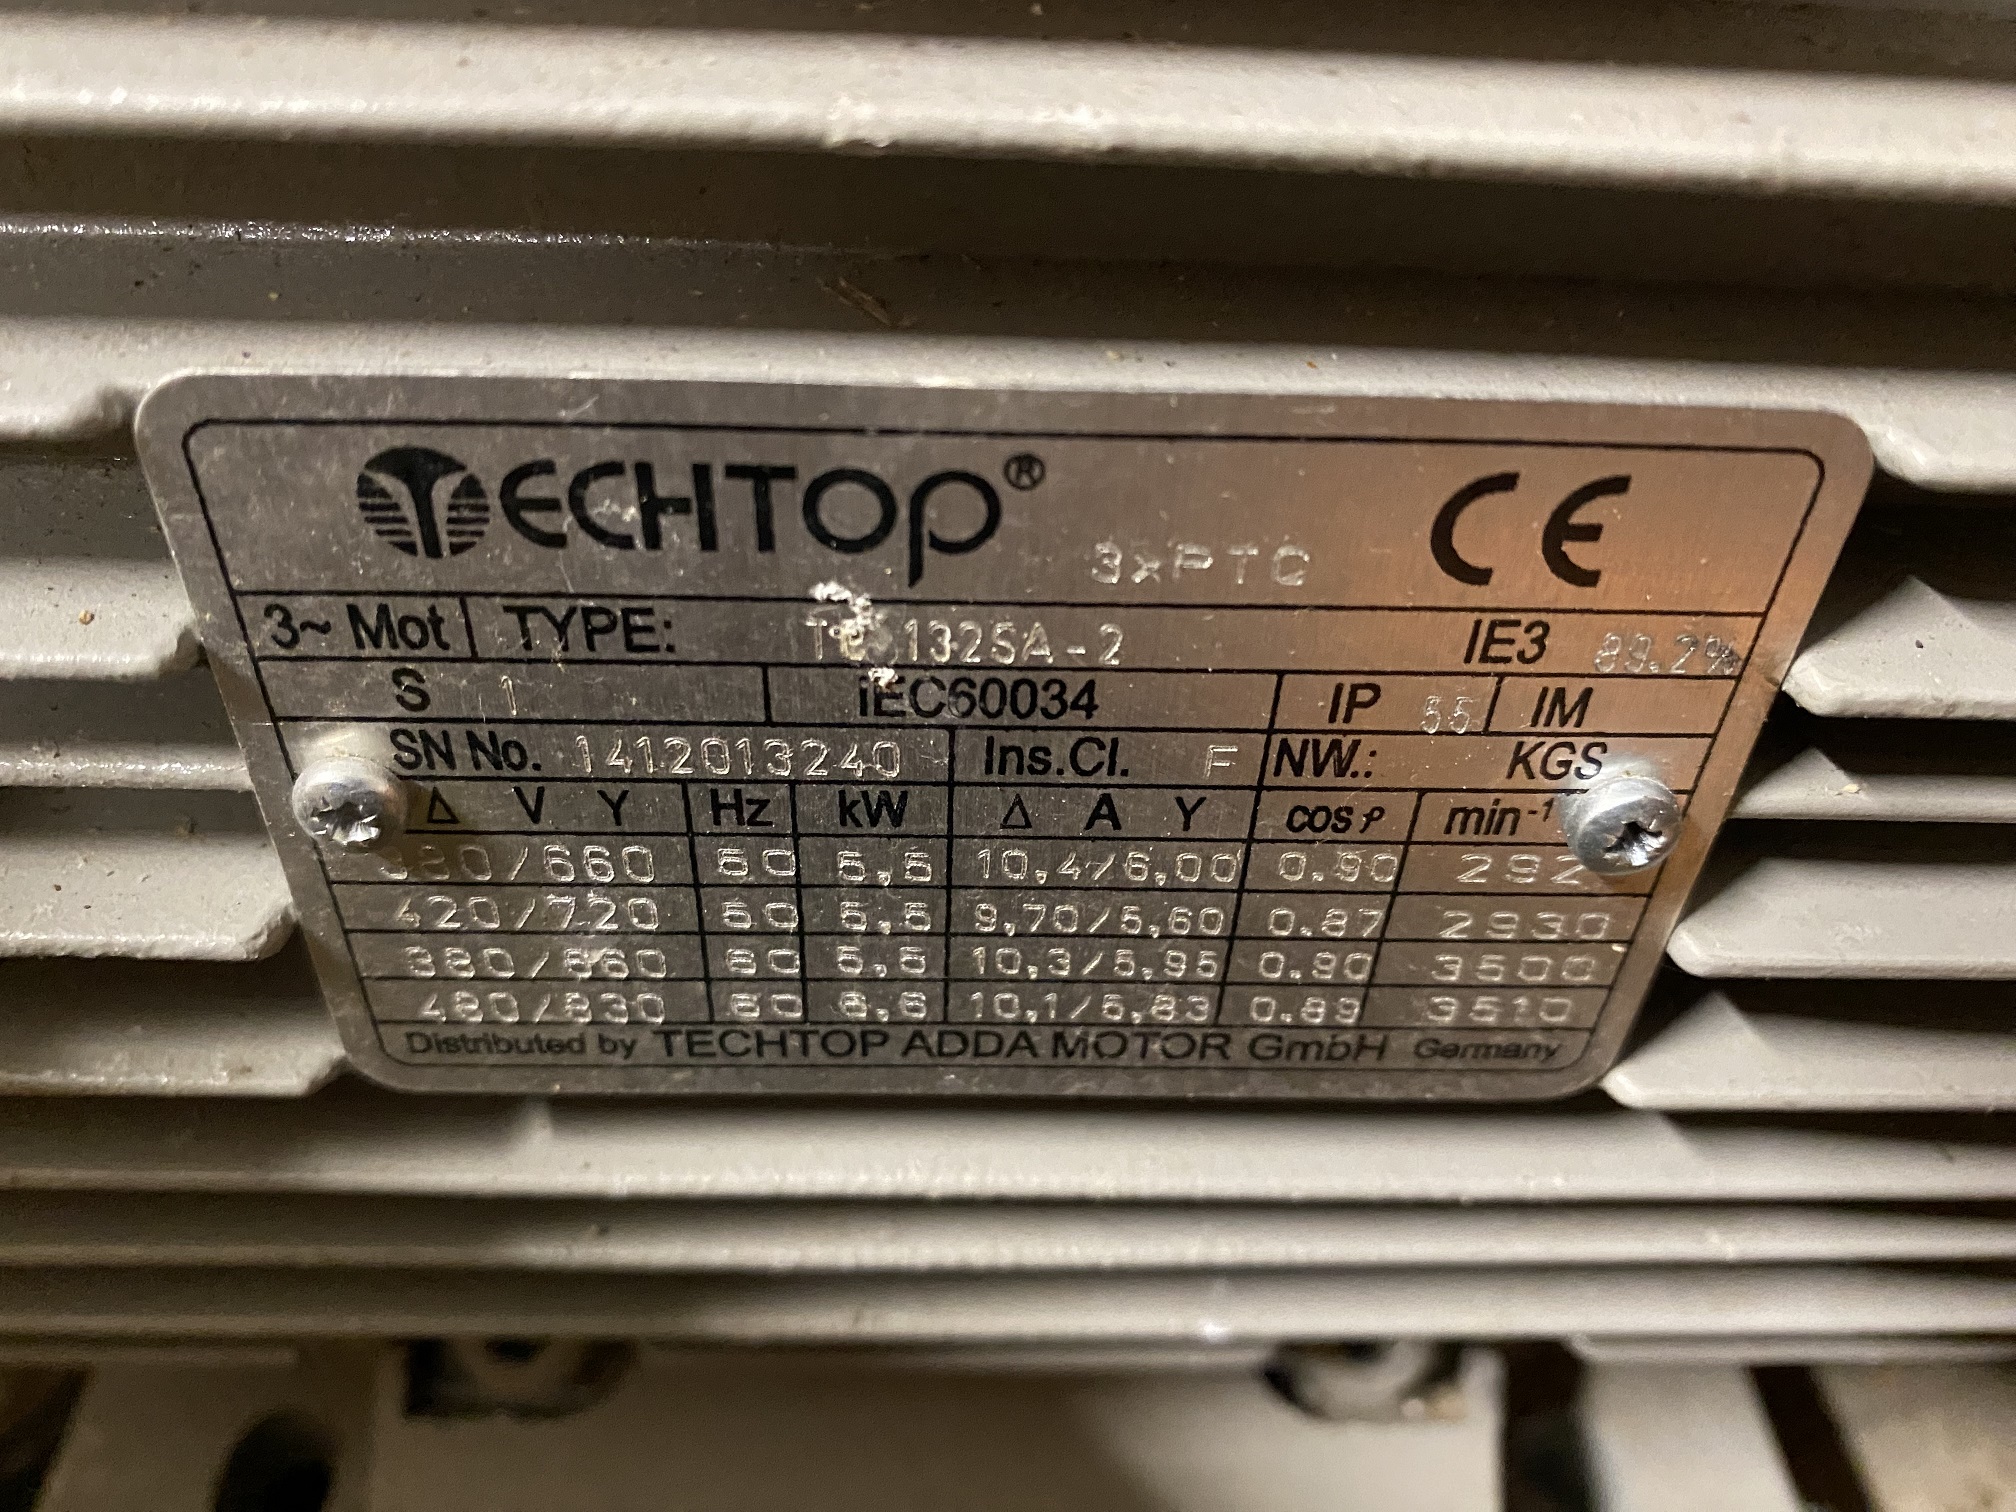 TECHTOP® CE
3xPTC
3~ Mot TYPE: 132SA-2 IE3 89.2%
S 1 IEC60034 IP 55 IM
SN No. 1412013240 Ins.Cl. F NW.: KGS
Δ V Y Hz kW Δ A Y cosφ min-1
380/660 50 5,5 10,4/6,00 0.90
420/720 50 5,5 9,70/5,60 0.87 2930
380/660 60 5,5 10,3/5,95 0.90 3500
480/830 60 6,6 10,1/5,83 0.89 3510
Distributed by TECHTOP ADDA MOTOR GmbH Germany